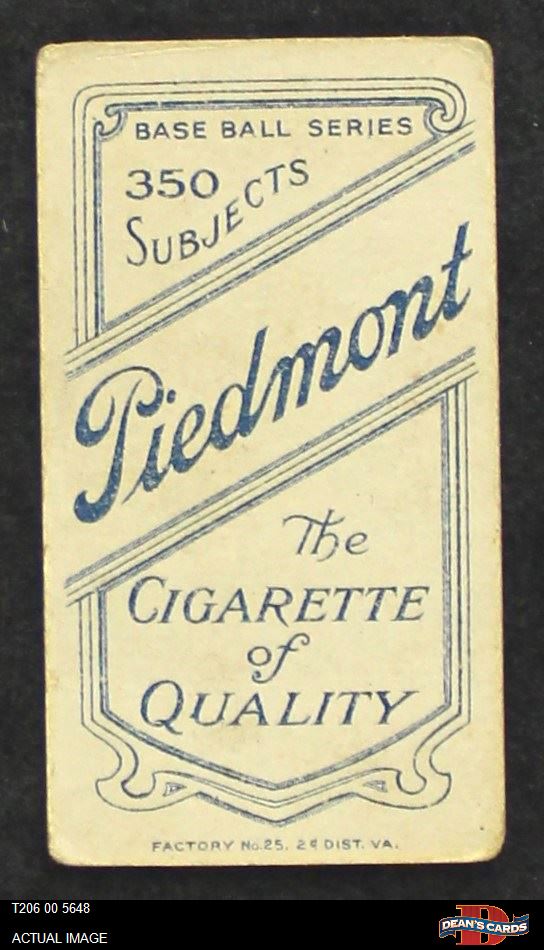 BASE BALL SERIES
350
SUBJECTS
Piedmont
The
CIGARETTE
of
QUALITY
FACTORY No. 25. 2d DIST. VA.
T206 00 5648
ACTUAL IMAGE
D
DEAN'S CARDS